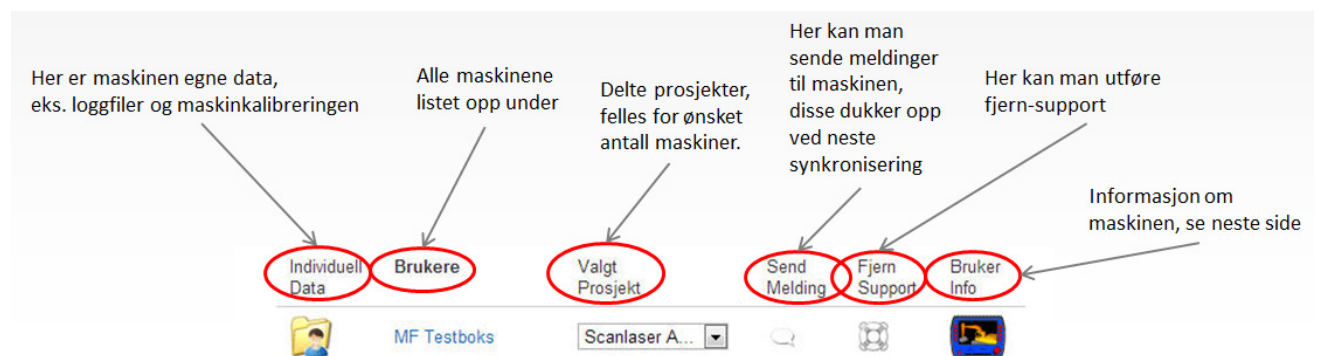 Her er maskinen egne data,
eks. loggfiler og maskinkalibreringen
Alle maskinene
listet opp under
Delte prosjekter,
felles for ønsket
antall maskiner.
Her kan man
sende meldinger
til maskinen,
disse dukker opp
ved neste
synkronisering
Her kan man utføre
fjern-support
Informasjon om
maskinen, se neste side
Individuell
Data
Brukere
Valgt
Prosjekt
Send
Melding
Fjern
Support
Bruker
Info
MF Testboks
Scanlaser A...